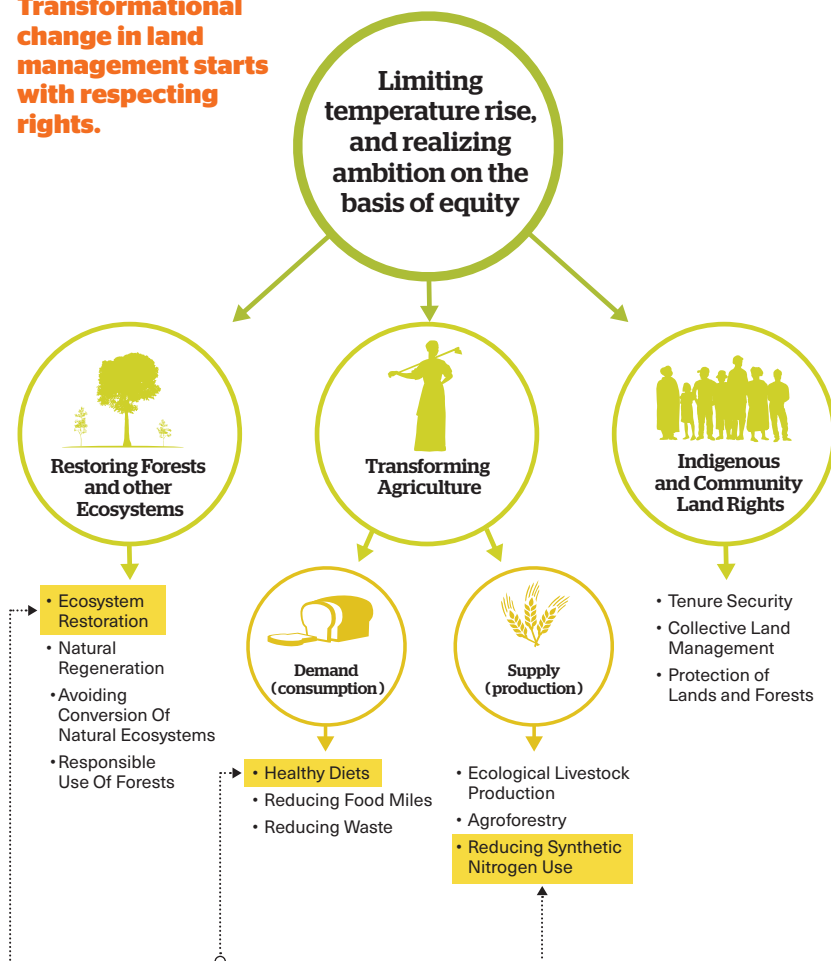 Transformational
change in land
management starts
with respecting
rights.
Limiting
temperature rise,
and realizing
ambition on the
basis of equity
Restoring Forests
and other
Ecosystems
Transforming
Agriculture
Indigenous
and Community
Land Rights
• Ecosystem
Restoration
• Natural
Regeneration
• Avoiding
Conversion Of
Natural Ecosystems
• Responsible
Use Of Forests
Demand
(consumption)
Supply
(production)
• Tenure Security
• Collective Land
Management
• Protection of
Lands and Forests
• Healthy Diets
• Reducing Food Miles
• Reducing Waste
• Ecological Livestock
Production
• Agroforestry
• Reducing Synthetic
Nitrogen Use